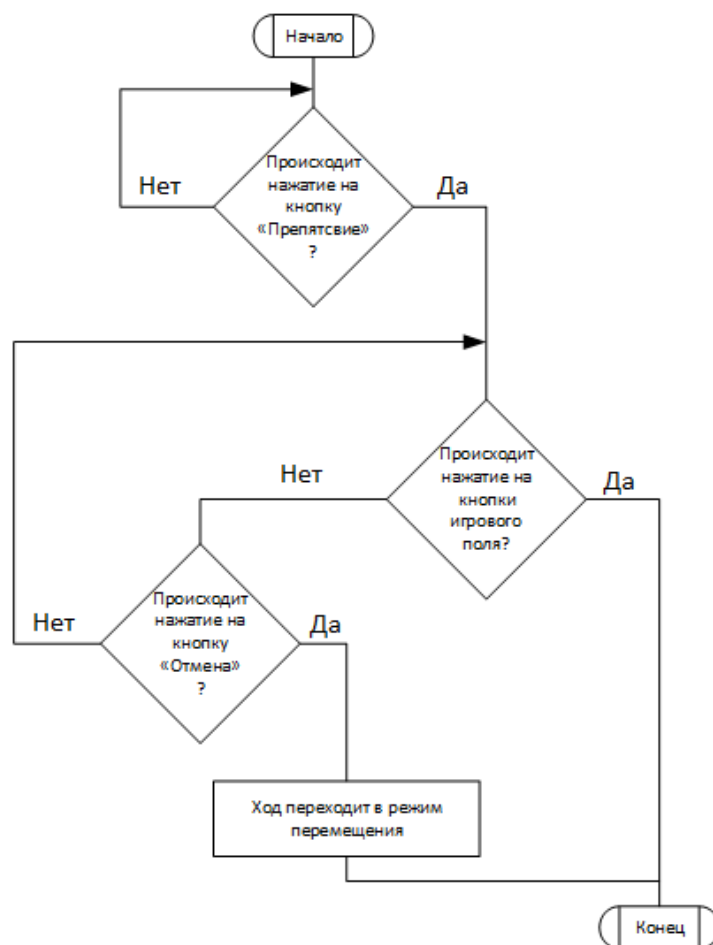 Начало
Происходит
нажатие на
кнопку
«Препятсвие»
?
Нет
Да
Происходит
нажатие на
кнопки
игрового
поля?
Нет
Да
Происходит
нажатие на
кнопку
«Отмена»
?
Нет
Да
Ход переходит в режим
перемещения
Конец